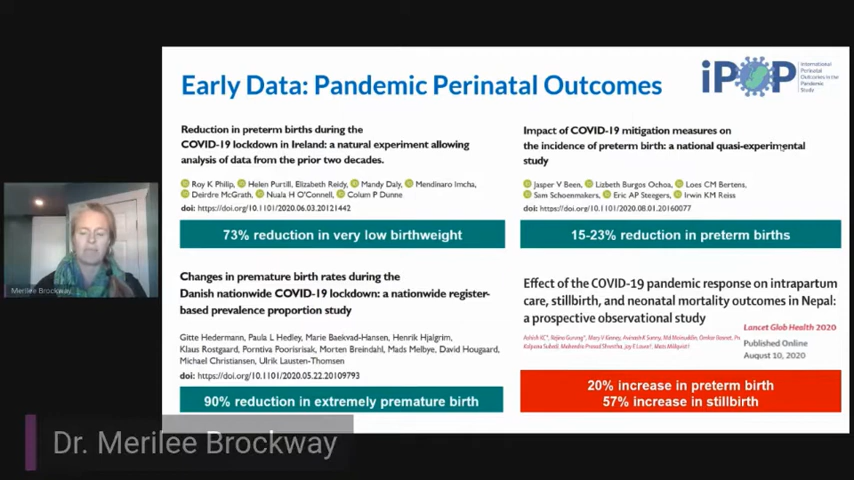 Early Data: Pandemic Perinatal Outcomes
iPOP
International
Perinatal
Outcomes in the
Pandemic
Study
Reduction in preterm births during the
COVID-19 lockdown in Ireland: a natural experiment allowing
analysis of data from the prior two decades.
Roy K Philip, Helen Purtill, Elizabeth Reidy, Mandy Daly, Mendinaro Imcha,
Deirdre McGrath, Nuala H O'Connell, Colum P Dunne
doi: https://doi.org/10.1101/2020.06.03.20121442
73% reduction in very low birthweight
Impact of COVID-19 mitigation measures on
the incidence of preterm birth: a national quasi-experimental
study
Jasper V Been, Lizbeth Burgos Ochoa, Loes CM Bertens,
Sam Schoenmakers, Eric AP Steegers, Irwin KM Reiss
doi: https://doi.org/10.1101/2020.08.01.20160077
15-23% reduction in preterm births
Changes in premature birth rates during the
Danish nationwide COVID-19 lockdown: a nationwide register-
based prevalence proportion study
Gitte Hedermann, Paula L Hedley, Marie Baekvad-Hansen, Henrik Hjalgrim,
Klaus Rostgaard, Porntiva Poorisrisak, Morten Breindahl, Mads Melbye, David Hougaard,
Michael Christiansen, Ulrik Lausten-Thomsen
doi: https://doi.org/10.1101/2020.05.22.20109793
90% reduction in extremely premature birth
Effect of the COVID-19 pandemic response on intrapartum
care, stillbirth, and neonatal mortality outcomes in Nepal:
a prospective observational study
Lancet Glob Health 2020
Published Online
August 10, 2020
20% increase in preterm birth
57% increase in stillbirth
Merilee Brockway
Dr. Merilee Brockway